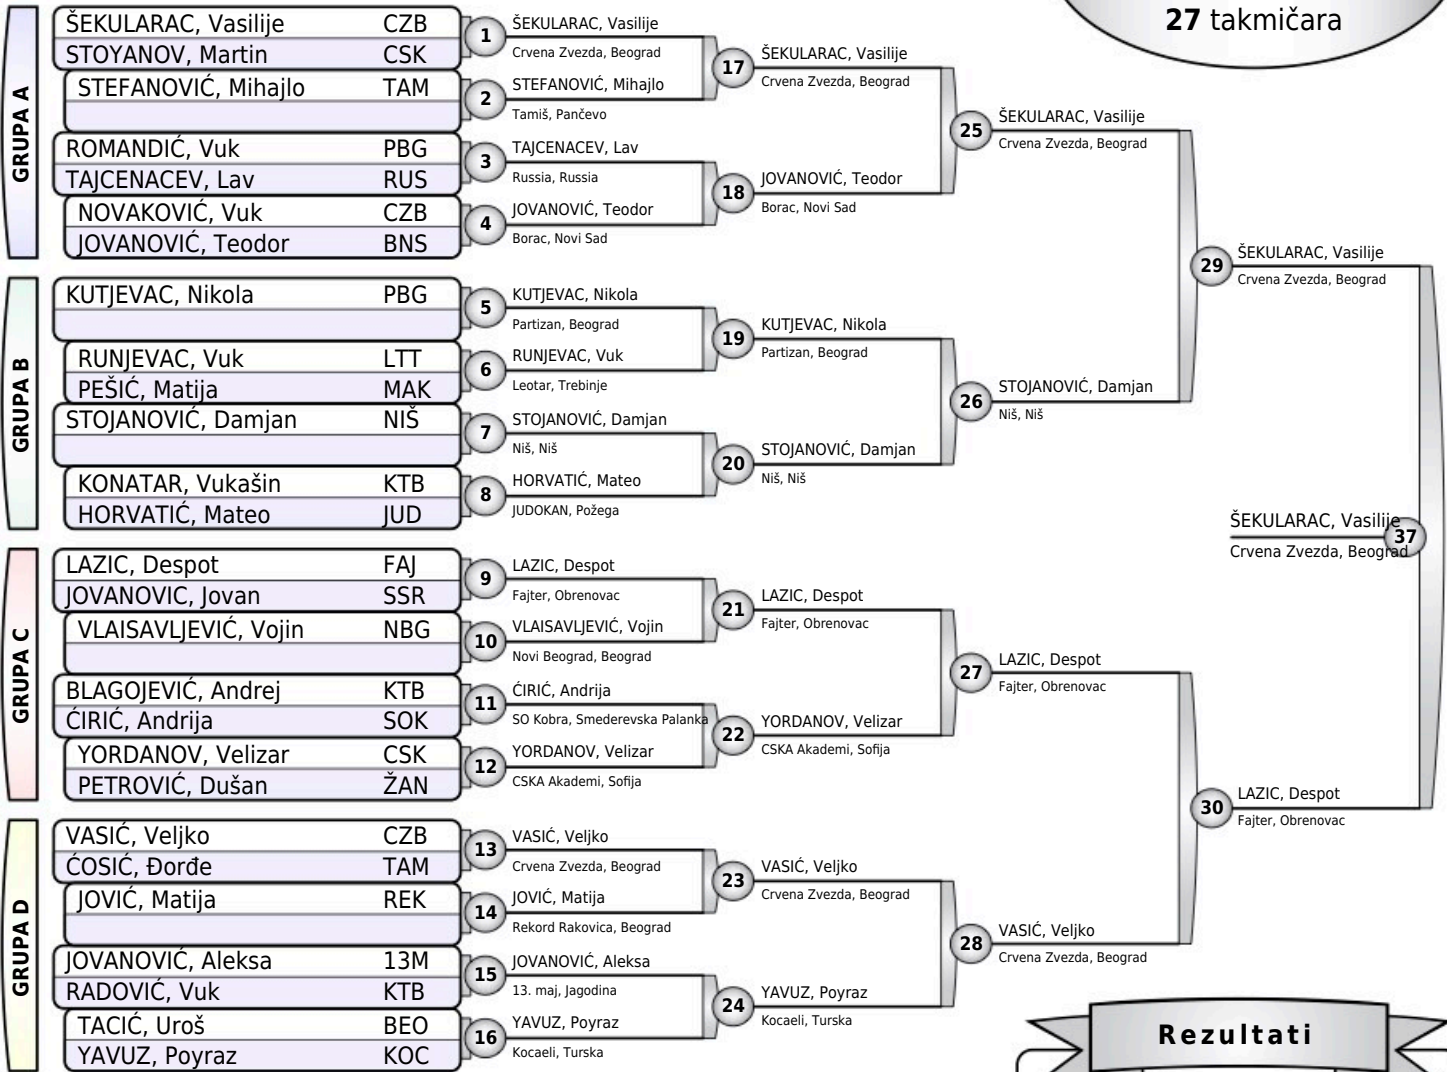 27 takmičara
GRUPA A
ŠEKULARAC, Vasilije CZB
STOYANOV, Martin CSK
STEFANOVIĆ, Mihajlo TAM
ROMANDIĆ, Vuk PBG
TAJCENACEV, Lav RUS
NOVAKOVIĆ, Vuk CZB
JOVANOVIĆ, Teodor BNS
GRUPA B
KUTJEVAC, Nikola PBG
RUNJEVAC, Vuk LTT
PEŠIĆ, Matija MAK
STOJANOVIĆ, Damjan NIŠ
KONATAR, Vukašin KTB
HORVATIĆ, Mateo JUD
GRUPA C
LAZIC, Despot FAJ
JOVANOVIC, Jovan SSR
VLAISAVLJEVIĆ, Vojin NBG
BLAGOJEVIĆ, Andrej KTB
ĆIRIĆ, Andrija SOK
YORDANOV, Velizar CSK
PETROVIĆ, Dušan ŽAN
GRUPA D
VASIĆ, Veljko CZB
ĆOSIĆ, Đorđe TAM
JOVIĆ, Matija REK
JOVANOVIĆ, Aleksa 13M
RADOVIĆ, Vuk KTB
TACIĆ, Uroš BEO
YAVUZ, Poyraz KOC
1 ŠEKULARAC, Vasilije
Crvena Zvezda, Beograd
2 STEFANOVIĆ, Mihajlo
Tamiš, Pančevo
3 TAJCENACEV, Lav
Russia, Russia
4 JOVANOVIĆ, Teodor
Borac, Novi Sad
5 KUTJEVAC, Nikola
Partizan, Beograd
6 RUNJEVAC, Vuk
Leotar, Trebinje
7 STOJANOVIĆ, Damjan
Niš, Niš
8 HORVATIĆ, Mateo
JUDOKAN, Požega
9 LAZIC, Despot
Fajter, Obrenovac
10 VLAISAVLJEVIĆ, Vojin
Novi Beograd, Beograd
11 ĆIRIĆ, Andrija
SO Kobra, Smederevska Palanka
12 YORDANOV, Velizar
CSKA Akademi, Sofija
13 VASIĆ, Veljko
Crvena Zvezda, Beograd
14 JOVIĆ, Matija
Rekord Rakovica, Beograd
15 JOVANOVIĆ, Aleksa
13. maj, Jagodina
16 YAVUZ, Poyraz
Kocaeli, Turska
17 ŠEKULARAC, Vasilije
Crvena Zvezda, Beograd
18 JOVANOVIĆ, Teodor
Borac, Novi Sad
19 KUTJEVAC, Nikola
Partizan, Beograd
20 STOJANOVIĆ, Damjan
Niš, Niš
21 LAZIC, Despot
Fajter, Obrenovac
22 YORDANOV, Velizar
CSKA Akademi, Sofija
23 VASIĆ, Veljko
Crvena Zvezda, Beograd
24 YAVUZ, Poyraz
Kocaeli, Turska
25 ŠEKULARAC, Vasilije
Crvena Zvezda, Beograd
26 STOJANOVIĆ, Damjan
Niš, Niš
27 LAZIC, Despot
Fajter, Obrenovac
28 VASIĆ, Veljko
Crvena Zvezda, Beograd
29 ŠEKULARAC, Vasilije
Crvena Zvezda, Beograd
30 LAZIC, Despot
Fajter, Obrenovac
ŠEKULARAC, Vasilije 37
Crvena Zvezda, Beograd
Rezultati